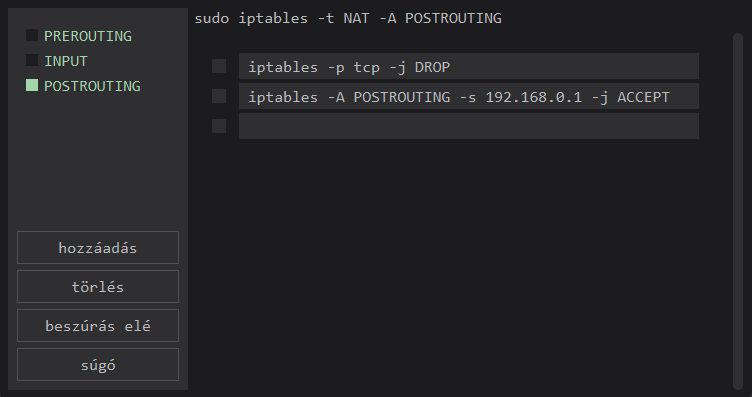 sudo iptables -t NAT -A POSTROUTING
PREROUTING
INPUT
POSTROUTING
iptables -p tcp -j DROP
iptables -A POSTROUTING -s 192.168.0.1 -j ACCEPT
hozzáadás
törlés
beszúrás elé
súgó